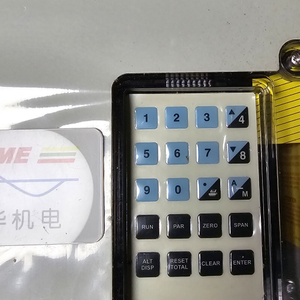 ME
华机电
1 2 3 4
5 6 7 8
9 0 . A/M
RUN PAR ZERO SPAN
ALT DISP RESET TOTAL CLEAR ENTER